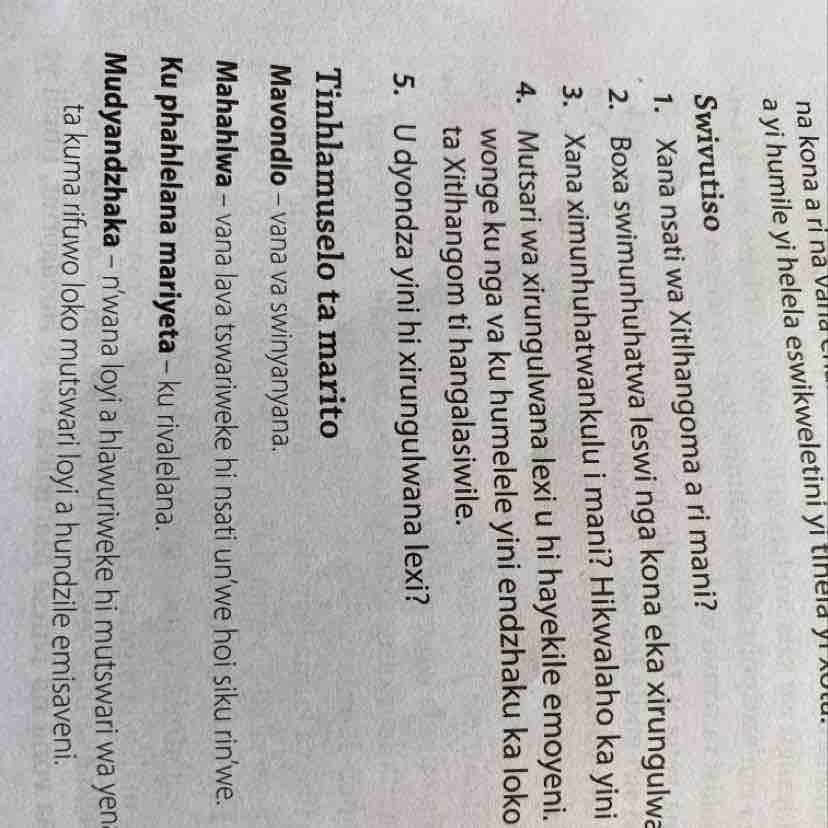 na kona a ri na vana
a yi humile yi helela eswikweletini yi tinela yi xota.
Swivutiso
1. Xana nsati wa Xitlhangoma a ri mani?
2. Boxa swimunhuhatwa leswi nga kona eka xirungulwa
3. Xana ximunhuhatwankulu i mani? Hikwalaho ka yini
4. Mutsari wa xirungulwana lexi u hi hayekile emoyeni.
wonge ku nga va ku humelele yini endzhaku ka loko
ta Xitlhangom ti hangalasiwile.
5. U dyondza yini hi xirungulwana lexi?
Tinhlamuselo ta marito
Mavondlo – vana va swinyanyana.
Mahahlwa – vana lava tswariweke hi nsati un’we hoi siku rin’we.
Ku phahlelana mariyeta – ku rivalelana.
Mudyandzhaka – n’wana loyi a hlawuriweke hi mutswari wa yena
ta kuma rifuwo loko mutswari loyi a hundzile emisaveni.